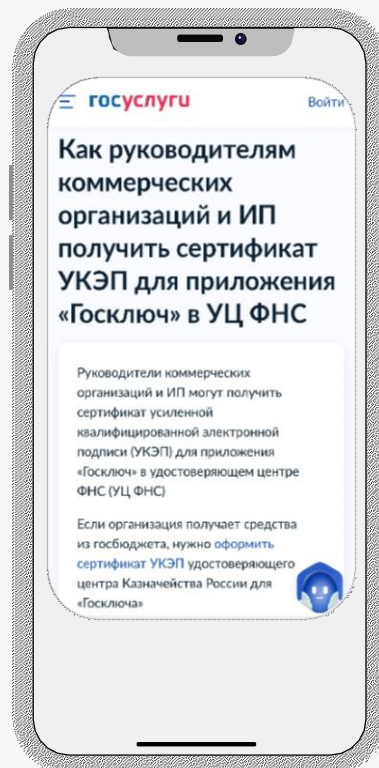 госуслуги
Войти
Как руководителям
коммерческих
организаций и ИП
получить сертификат
УКЭП для приложения
«Госключ» в УЦ ФНС
Руководители коммерческих
организаций и ИП могут получить
сертификат усиленной
квалифицированной электронной
подписи (УКЭП) для приложения
«Госключ» в удостоверяющем центре
ФНС (УЦ ФНС)
Если организация получает средства
из госбюджета, нужно оформить
сертификат УКЭП удостоверяющего
центра Казначейства России для
«Госключа»